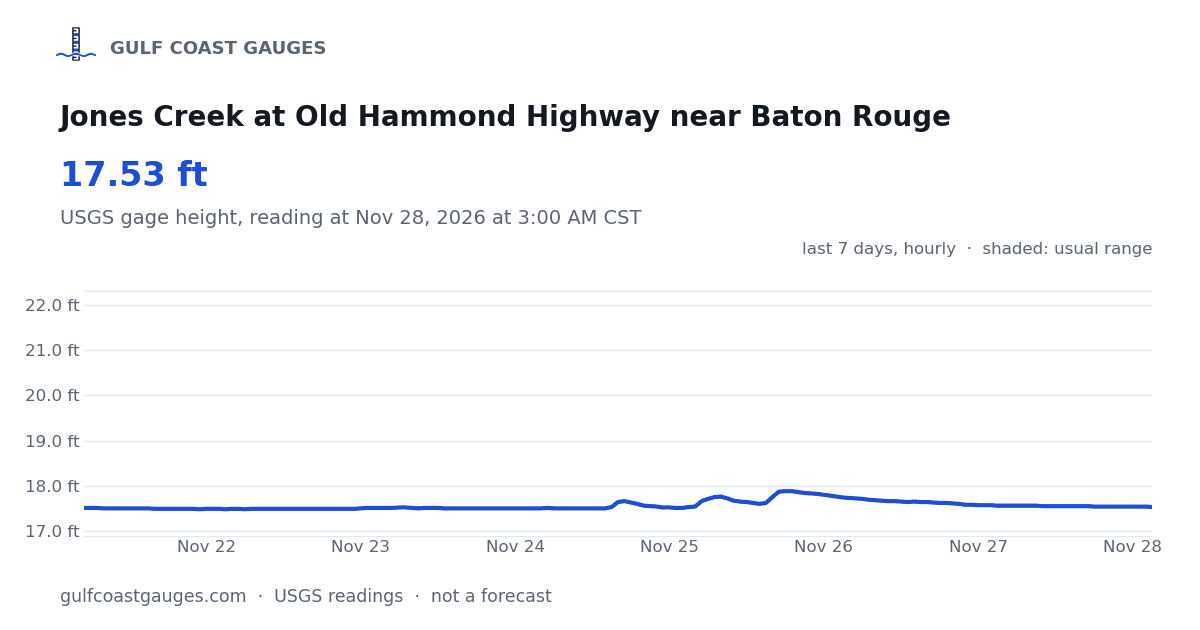 GULF COAST GAUGES
Jones Creek at Old Hammond Highway near Baton Rouge
17.53 ft
USGS gage height, reading at Nov 28, 2026 at 3:00 AM CST
last 7 days, hourly · shaded: usual range
22.0 ft
21.0 ft
20.0 ft
19.0 ft
18.0 ft
17.0 ft
Nov 22 Nov 23 Nov 24 Nov 25 Nov 26 Nov 27 Nov 28
gulfcoastgauges.com · USGS readings · not a forecast